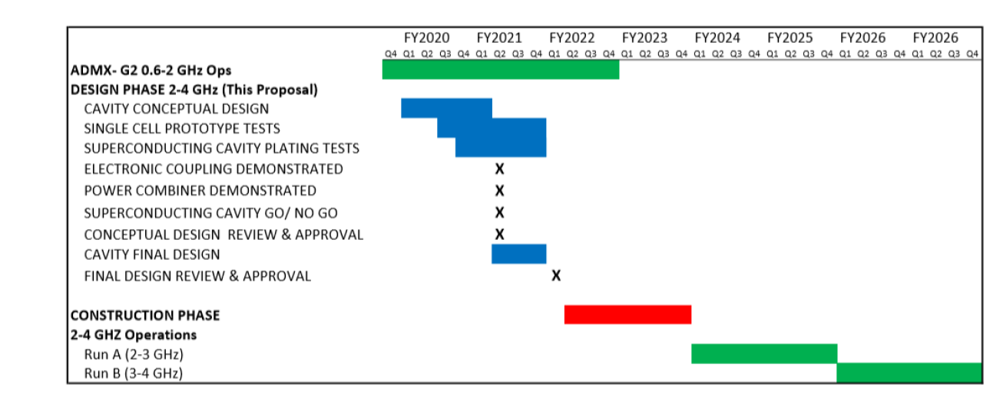 FY2020 FY2021 FY2022 FY2023 FY2024 FY2025 FY2026 FY2026
Q4 Q1 Q2 Q3 Q4 Q1 Q2 Q3 Q4 Q1 Q2 Q3 Q4 Q1 Q2 Q3 Q4 Q1 Q2 Q3 Q4 Q1 Q2 Q3 Q4 Q1 Q2 Q3 Q4 Q1 Q2 Q3 Q4
ADMX- G2 0.6-2 GHz Ops
DESIGN PHASE 2-4 GHz (This Proposal)
CAVITY CONCEPTUAL DESIGN
SINGLE CELL PROTOTYPE TESTS
SUPERCONDUCTING CAVITY PLATING TESTS
ELECTRONIC COUPLING DEMONSTRATED X
POWER COMBINER DEMONSTRATED X
SUPERCONDUCTING CAVITY GO/ NO GO X
CONCEPTUAL DESIGN REVIEW & APPROVAL X
CAVITY FINAL DESIGN
FINAL DESIGN REVIEW & APPROVAL X
CONSTRUCTION PHASE
2-4 GHZ Operations
Run A (2-3 GHz)
Run B (3-4 GHz)